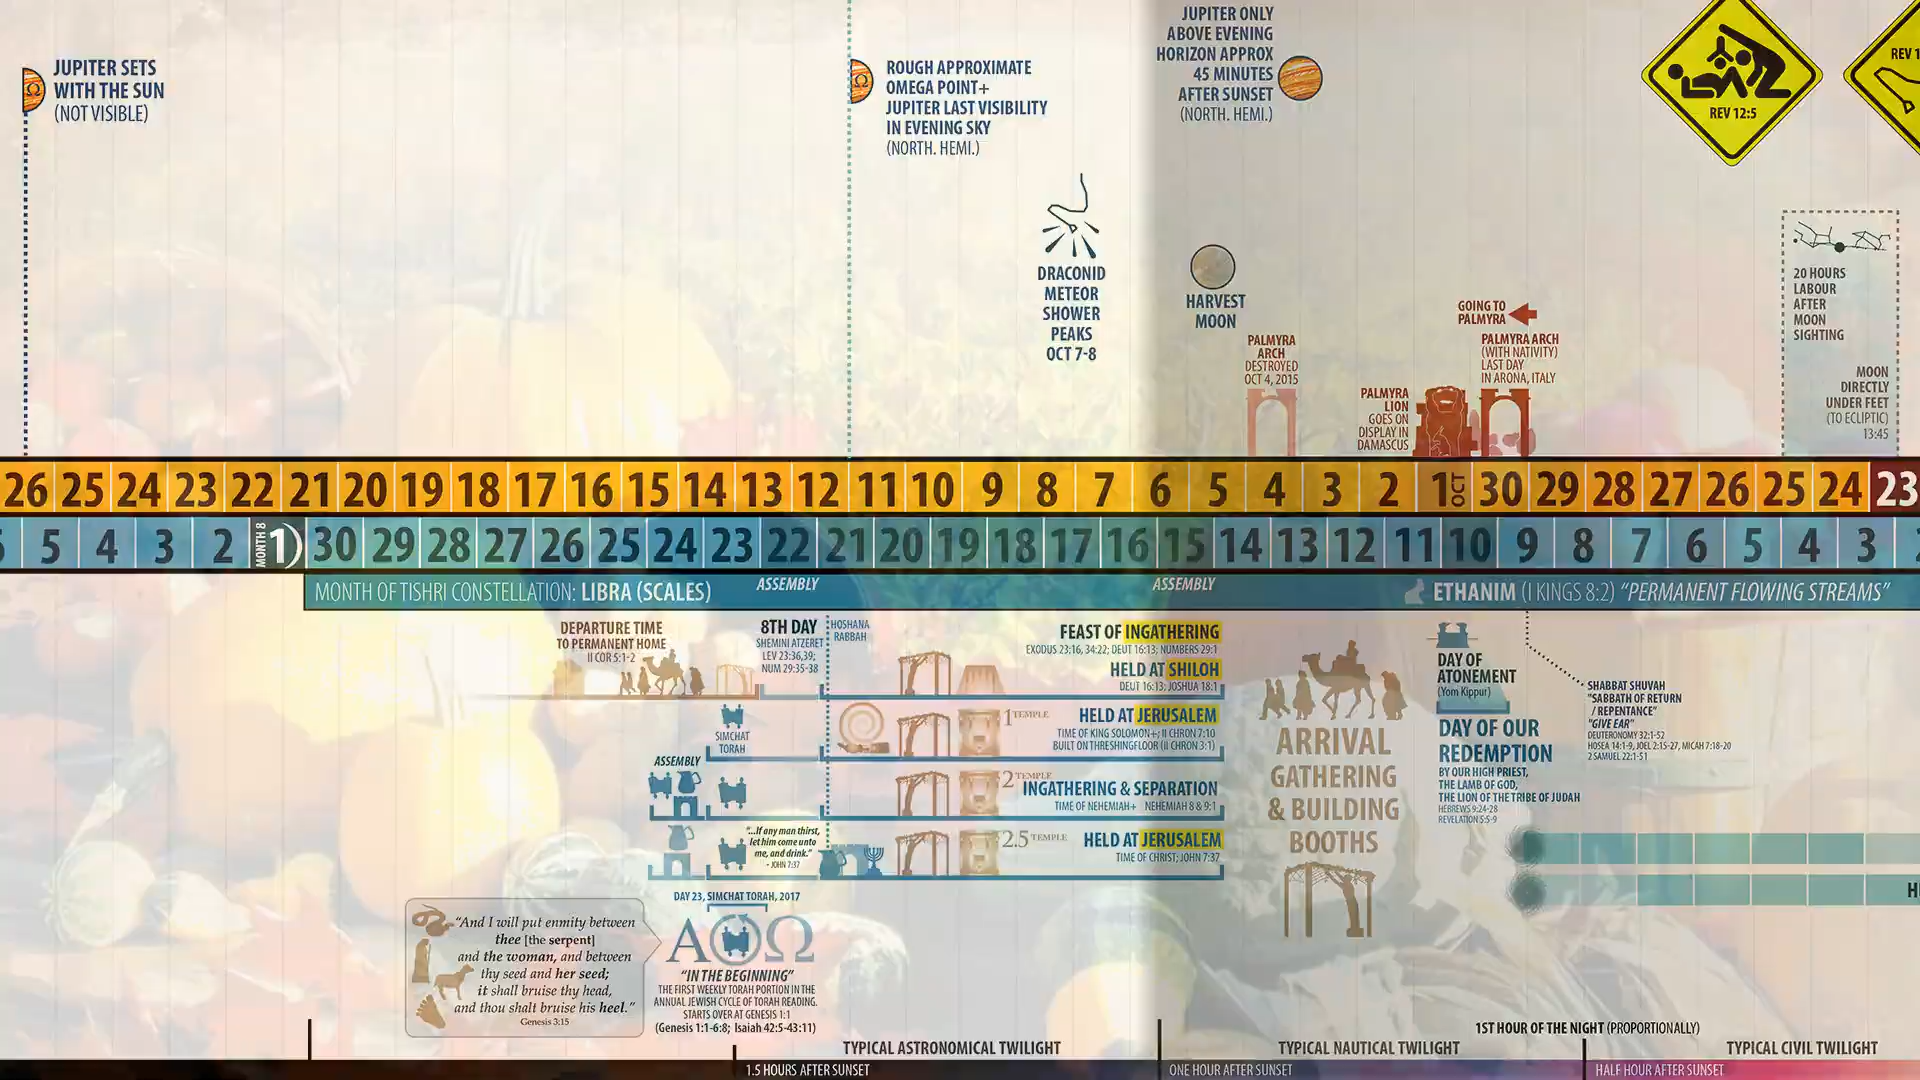 JUPITER SETS
WITH THE SUN
(NOT VISIBLE)
Ω
Ω
ROUGH APPROXIMATE
OMEGA POINT+
JUPITER LAST VISIBILITY
IN EVENING SKY
(NORTH. HEMI.)
JUPITER ONLY
ABOVE EVENING
HORIZON APPROX
45 MINUTES
AFTER SUNSET
(NORTH. HEMI.)
REV 12:5
REV 1
DRACONID
METEOR
SHOWER
PEAKS
OCT 7-8
HARVEST
MOON
PALMYRA
ARCH
DESTROYED
OCT 4, 2015
PALMYRA
LION
GOES ON
DISPLAY IN
DAMASCUS
GOING TO
PALMYRA
PALMYRA ARCH
(WITH NATIVITY)
LAST DAY
IN ARONA, ITALY
20 HOURS
LABOUR
AFTER
MOON
SIGHTING
MOON
DIRECTLY
UNDER FEET
(TO ECLIPTIC)
13:45
26 25 24 23 22 21 20 19 18 17 16 15 14 13 12 11 10 9 8 7 6 5 4 3 2 1 OCT 30 29 28 27 26 25 24 23
5 4 3 2 MONTH 8 1 30 29 28 27 26 25 24 23 22 21 20 19 18 17 16 15 14 13 12 11 10 9 8 7 6 5 4 3
MONTH OF TISHRI CONSTELLATION: LIBRA (SCALES)
ASSEMBLY
ASSEMBLY
ETHANIM (I KINGS 8:2) "PERMANENT FLOWING STREAMS"
DEPARTURE TIME
TO PERMANENT HOME
II COR 5:1-2
8TH DAY
SHEMINI ATZERET
LEV 23:36,39;
NUM 29:35-38
HOSHANA
RABBAH
FEAST OF INGATHERING
EXODUS 23:16, 34:22; DEUT 16:13; NUMBERS 29:1
HELD AT SHILOH
DEUT 16:13; JOSHUA 18:1
SIMCHAT
TORAH
1 TEMPLE
HELD AT JERUSALEM
TIME OF KING SOLOMON+; II CHRON 7:10
BUILT ON THRESHINGFLOOR (II CHRON 3:1)
ASSEMBLY
2 TEMPLE
INGATHERING & SEPARATION
TIME OF NEHEMIAH+ NEHEMIAH 8 & 9:1
"...If any man thirst,
let him come unto
me, and drink."
- JOHN 7:37
2.5 TEMPLE
HELD AT JERUSALEM
TIME OF CHRIST; JOHN 7:37
ARRIVAL
GATHERING
& BUILDING
BOOTHS
DAY OF
ATONEMENT
(Yom Kippur)
DAY OF OUR
REDEMPTION
BY OUR HIGH PRIEST,
THE LAMB OF GOD,
THE LION OF THE TRIBE OF JUDAH
HEBREWS 9:24-28
REVELATION 5:5-9
SHABBAT SHUVAH
"SABBATH OF RETURN
/ REPENTANCE"
"GIVE EAR"
DEUTERONOMY 32:1-52
HOSEA 14:1-9, JOEL 2:15-27, MICAH 7:18-20
2 SAMUEL 22:1-51
"And I will put enmity between
thee [the serpent]
and the woman, and between
thy seed and her seed;
it shall bruise thy head,
and thou shalt bruise his heel."
Genesis 3:15
DAY 23, SIMCHAT TORAH, 2017
ΑΩ
"IN THE BEGINNING"
THE FIRST WEEKLY TORAH PORTION IN THE
ANNUAL JEWISH CYCLE OF TORAH READING.
STARTS OVER AT GENESIS 1:1
(Genesis 1:1-6:8; Isaiah 42:5-43:11)
1ST HOUR OF THE NIGHT (PROPORTIONALLY)
TYPICAL ASTRONOMICAL TWILIGHT
TYPICAL NAUTICAL TWILIGHT
TYPICAL CIVIL TWILIGHT
1.5 HOURS AFTER SUNSET
ONE HOUR AFTER SUNSET
HALF HOUR AFTER SUNSET